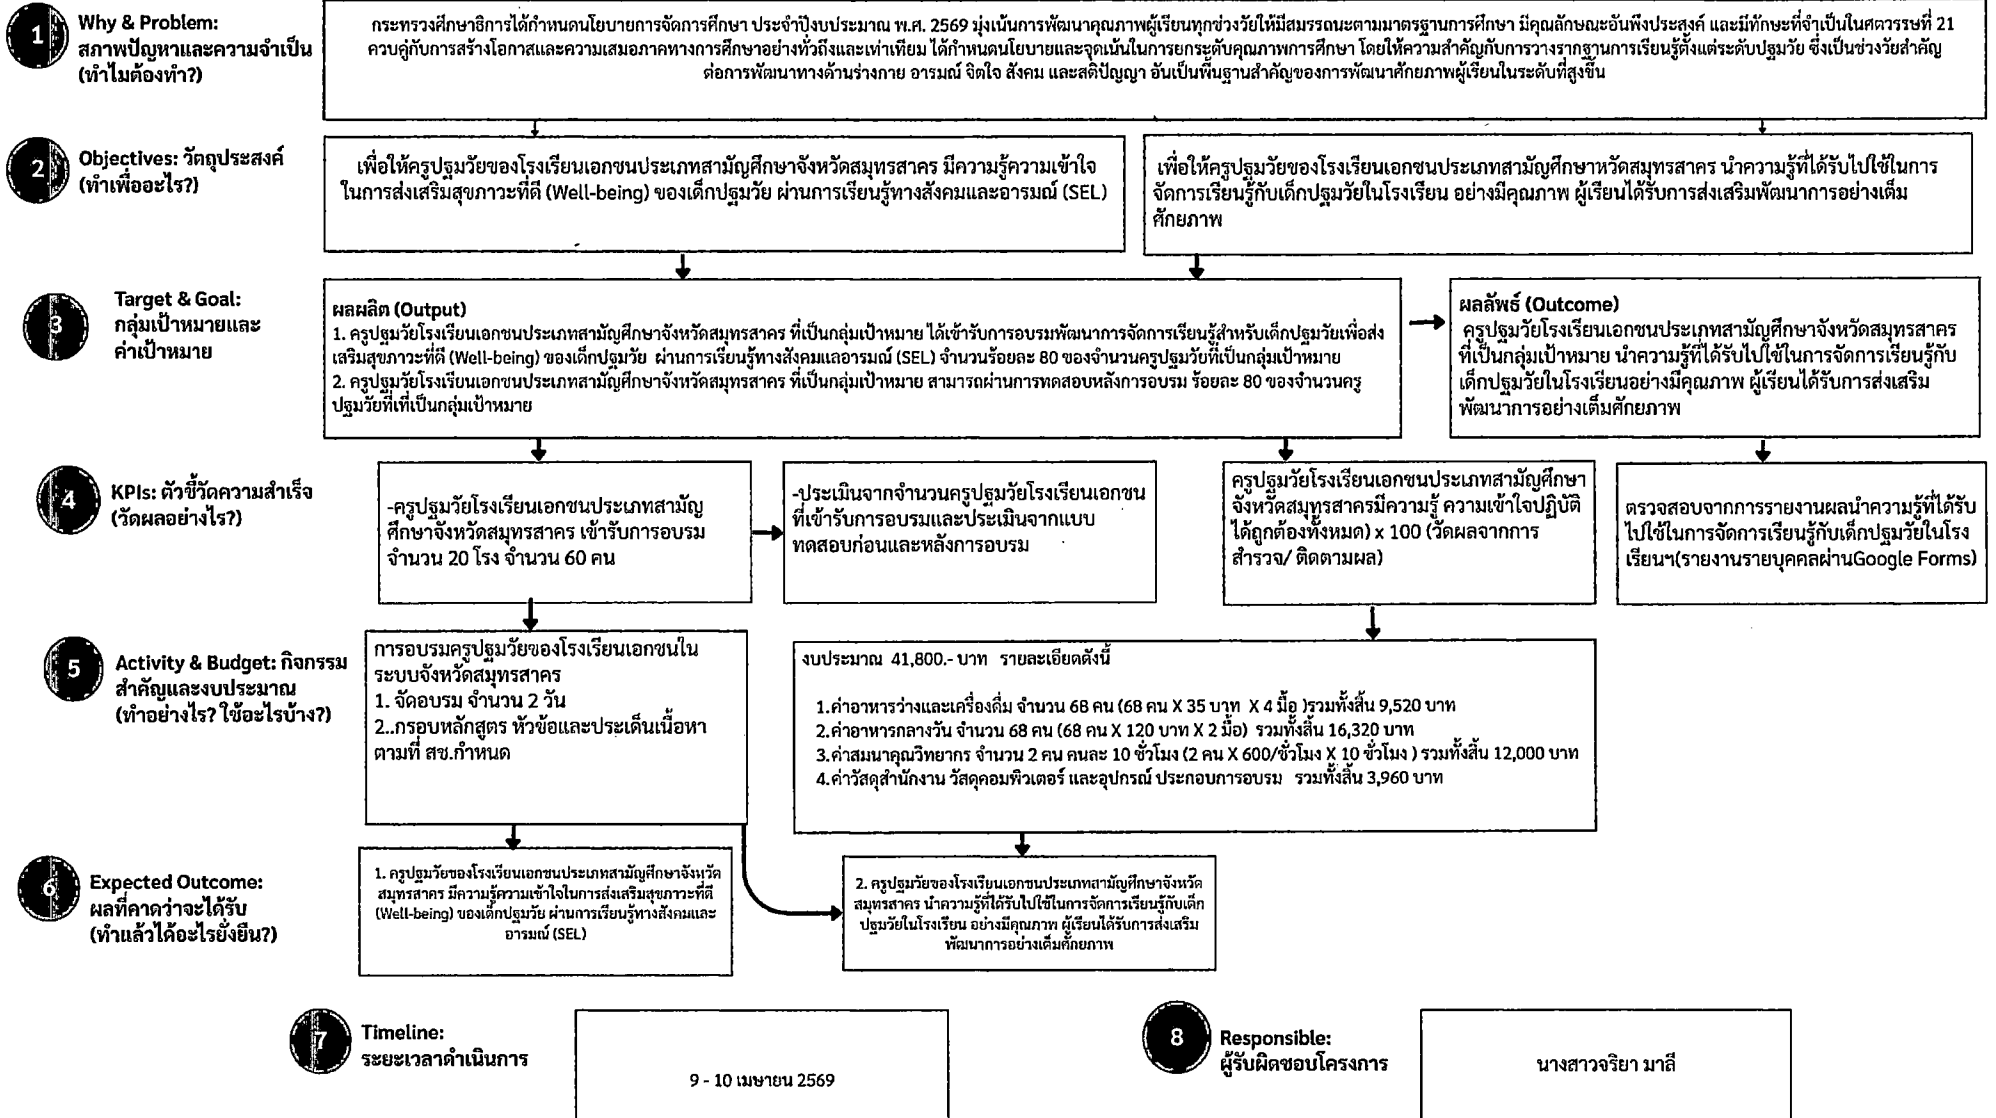 1
Why & Problem:
สภาพปัญหาและความจำเป็น
(ทำไมต้องทำ?)
กระทรวงศึกษาธิการได้กำหนดนโยบายการจัดการศึกษา ประจำปีงบประมาณ พ.ศ. 2569 มุ่งเน้นการพัฒนาคุณภาพผู้เรียนทุกช่วงวัยให้มีสมรรถนะตามมาตรฐานการศึกษา มีคุณลักษณะอันพึงประสงค์ และมีทักษะที่จำเป็นในศตวรรษที่ 21
ควบคู่กับการสร้างโอกาสและความเสมอภาคทางการศึกษาอย่างทั่วถึงและเท่าเทียม ได้กำหนดนโยบายและจุดเน้นในการยกระดับคุณภาพการศึกษา โดยให้ความสำคัญกับการวางรากฐานการเรียนรู้ตั้งแต่ระดับปฐมวัย ซึ่งเป็นช่วงวัยสำคัญ
ต่อการพัฒนาทางด้านร่างกาย อารมณ์ จิตใจ สังคม และสติปัญญา อันเป็นพื้นฐานสำคัญของการพัฒนาศักยภาพผู้เรียนในระดับที่สูงขึ้น
2
Objectives: วัตถุประสงค์
(ทำเพื่ออะไร?)
เพื่อให้ครูปฐมวัยของโรงเรียนเอกชนประเภทสามัญศึกษาจังหวัดสมุทรสาคร มีความรู้ความเข้าใจ
ในการส่งเสริมสุขภาวะที่ดี (Well-being) ของเด็กปฐมวัย ผ่านการเรียนรู้ทางสังคมและอารมณ์ (SEL)
เพื่อให้ครูปฐมวัยของโรงเรียนเอกชนประเภทสามัญศึกษาหวัดสมุทรสาคร นำความรู้ที่ได้รับไปใช้ในการ
จัดการเรียนรู้กับเด็กปฐมวัยในโรงเรียน อย่างมีคุณภาพ ผู้เรียนได้รับการส่งเสริมพัฒนาการอย่างเต็ม
ศักยภาพ
3
Target & Goal:
กลุ่มเป้าหมายและ
ค่าเป้าหมาย
ผลผลิต (Output)
1. ครูปฐมวัยโรงเรียนเอกชนประเภทสามัญศึกษาจังหวัดสมุทรสาคร ที่เป็นกลุ่มเป้าหมาย ได้เข้ารับการอบรมพัฒนาการจัดการเรียนรู้สำหรับเด็กปฐมวัยเพื่อส่ง
เสริมสุขภาวะที่ดี (Well-being) ของเด็กปฐมวัย ผ่านการเรียนรู้ทางสังคมแลอารมณ์ (SEL) จำนวนร้อยละ 80 ของจำนวนครูปฐมวัยที่เป็นกลุ่มเป้าหมาย
2. ครูปฐมวัยโรงเรียนเอกชนประเภทสามัญศึกษาจังหวัดสมุทรสาคร ที่เป็นกลุ่มเป้าหมาย สามารถผ่านการทดสอบหลังการอบรม ร้อยละ 80 ของจำนวนครู
ปฐมวัยที่เที่เป็นกลุ่มเป้าหมาย
ผลลัพธ์ (Outcome)
ครูปฐมวัยโรงเรียนเอกชนประเภทสามัญศึกษาจังหวัดสมุทรสาคร
ที่เป็นกลุ่มเป้าหมาย นำความรู้ที่ได้รับไปใช้ในการจัดการเรียนรู้กับ
เด็กปฐมวัยในโรงเรียนอย่างมีคุณภาพ ผู้เรียนได้รับการส่งเสริม
พัฒนาการอย่างเต็มศักยภาพ
4
KPIs: ตัวชี้วัดความสำเร็จ
(วัดผลอย่างไร?)
-ครูปฐมวัยโรงเรียนเอกชนประเภทสามัญ
ศึกษาจังหวัดสมุทรสาคร เข้ารับการอบรม
จำนวน 20 โรง จำนวน 60 คน
-ประเมินจากจำนวนครูปฐมวัยโรงเรียนเอกชน
ที่เข้ารับการอบรมและประเมินจากแบบ
ทดสอบก่อนและหลังการอบรม
ครูปฐมวัยโรงเรียนเอกชนประเภทสามัญศึกษา
จังหวัดสมุทรสาครมีความรู้ ความเข้าใจปฏิบัติ
ได้ถูกต้องทั้งหมด) x 100 (วัดผลจากการ
สำรวจ/ ติดตามผล)
ตรวจสอบจากการรายงานผลนำความรู้ที่ได้รับ
ไปใช้ในการจัดการเรียนรู้กับเด็กปฐมวัยในโรง
เรียนฯ(รายงานรายบุคคลผ่านGoogle Forms)
5
Activity & Budget: กิจกรรม
สำคัญและงบประมาณ
(ทำอย่างไร? ใช้อะไรบ้าง?)
การอบรมครูปฐมวัยของโรงเรียนเอกชนใน
ระบบจังหวัดสมุทรสาคร
1. จัดอบรม จำนวน 2 วัน
2..กรอบหลักสูตร หัวข้อและประเด็นเนื้อหา
ตามที่ สช.กำหนด
งบประมาณ 41,800.- บาท รายละเอียดดังนี้
1.ค่าอาหารว่างและเครื่องดื่ม จำนวน 68 คน (68 คน X 35 บาท X 4 มื้อ )รวมทั้งสิ้น 9,520 บาท
2.ค่าอาหารกลางวัน จำนวน 68 คน (68 คน X 120 บาท X 2 มื้อ) รวมทั้งสิ้น 16,320 บาท
3.ค่าสมนาคุณวิทยากร จำนวน 2 คน คนละ 10 ชั่วโมง (2 คน X 600/ชั่วโมง X 10 ชั่วโมง ) รวมทั้งสิ้น 12,000 บาท
4.ค่าวัสดุสำนักงาน วัสดุคอมพิวเตอร์ และอุปกรณ์ ประกอบการอบรม รวมทั้งสิ้น 3,960 บาท
6
Expected Outcome:
ผลที่คาดว่าจะได้รับ
(ทำแล้วได้อะไรยั่งยืน?)
1. ครูปฐมวัยของโรงเรียนเอกชนประเภทสามัญศึกษาจังหวัด
สมุทรสาคร มีความรู้ความเข้าใจในการส่งเสริมสุขภาวะที่ดี
(Well-being) ของเด็กปฐมวัย ผ่านการเรียนรู้ทางสังคมและ
อารมณ์ (SEL)
2. ครูปฐมวัยของโรงเรียนเอกชนประเภทสามัญศึกษาจังหวัด
สมุทรสาคร นำความรู้ที่ได้รับไปใช้ในการจัดการเรียนรู้กับเด็ก
ปฐมวัยในโรงเรียน อย่างมีคุณภาพ ผู้เรียนได้รับการส่งเสริม
พัฒนาการอย่างเต็มศักยภาพ
7
Timeline:
ระยะเวลาดำเนินการ
9 - 10 เมษายน 2569
8
Responsible:
ผู้รับผิดชอบโครงการ
นางสาวจริยา มาลี